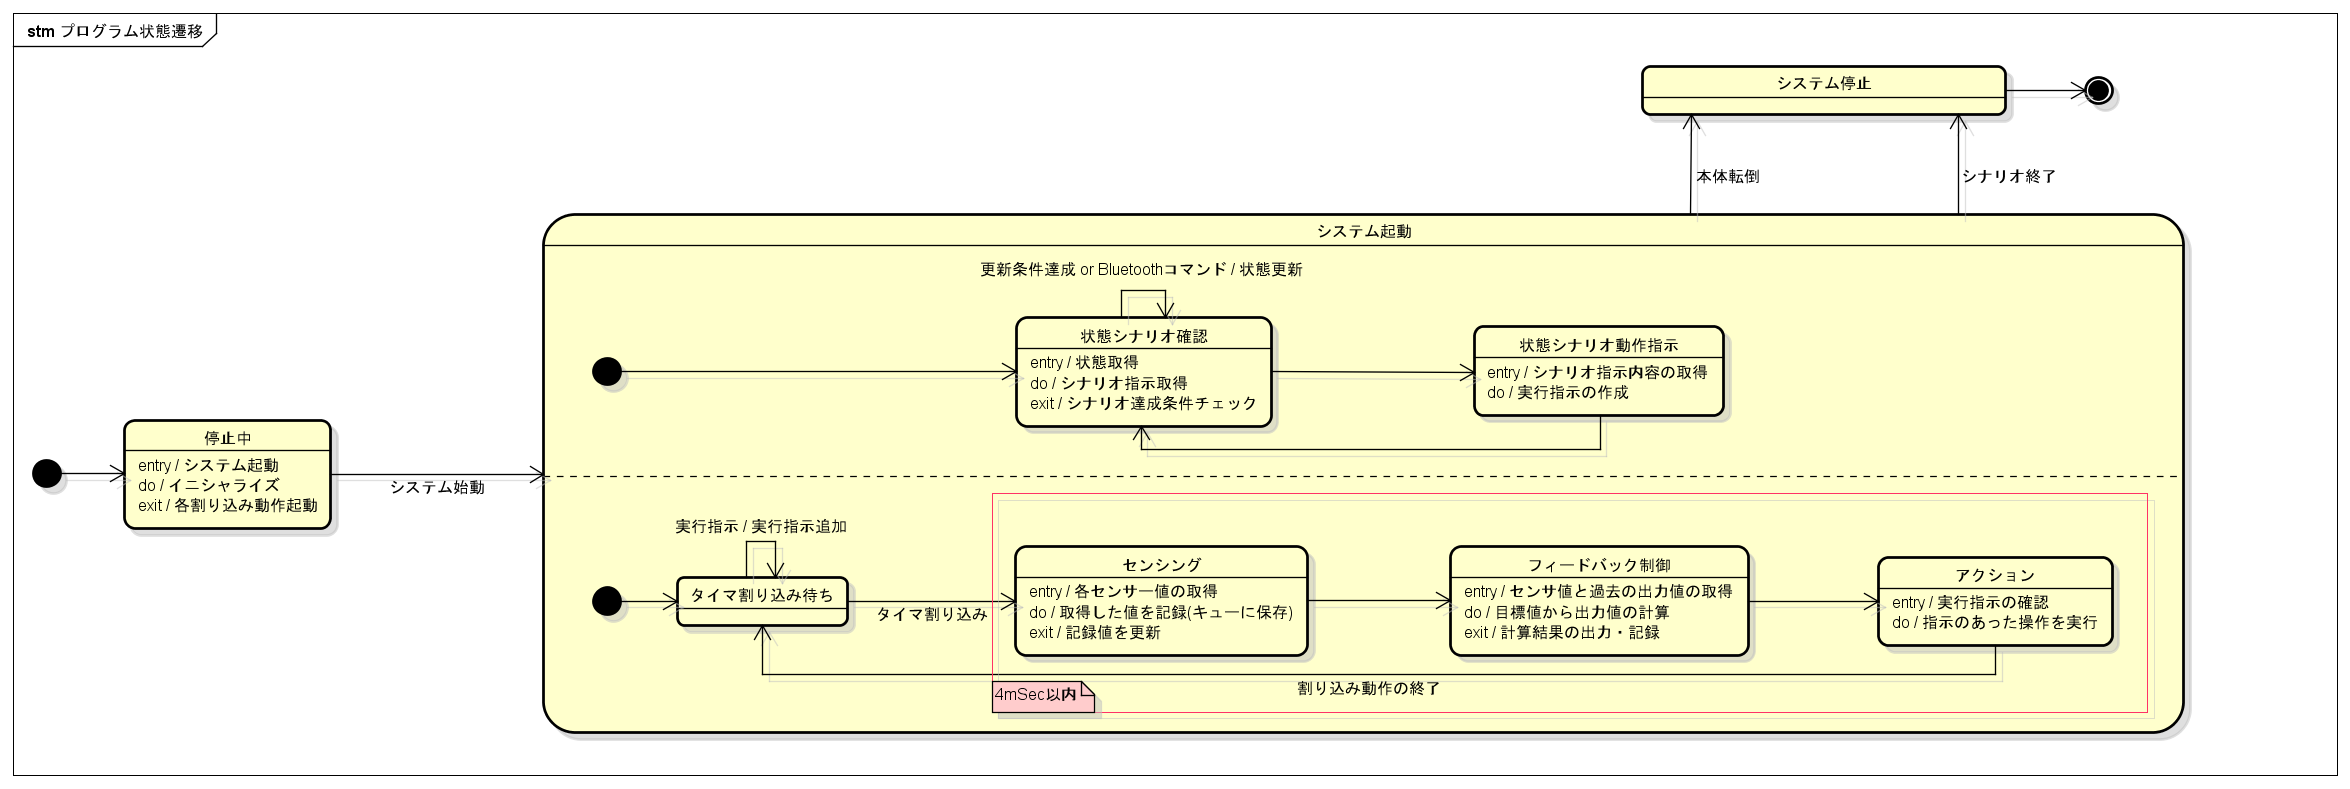 stm プログラム状態遷移
システム停止
本体転倒
シナリオ終了
システム起動
更新条件達成 or Bluetoothコマンド / 状態更新
状態シナリオ確認
entry / 状態取得
do / シナリオ指示取得
exit / シナリオ達成条件チェック
状態シナリオ動作指示
entry / シナリオ指示内容の取得
do / 実行指示の作成
停止中
entry / システム起動
do / イニシャライズ
exit / 各割り込み動作起動
システム始動
実行指示 / 実行指示追加
タイマ割り込み待ち
タイマ割り込み
センシング
entry / 各センサー値の取得
do / 取得した値を記録(キューに保存)
exit / 記録値を更新
フィードバック制御
entry / センサ値と過去の出力値の取得
do / 目標値から出力値の計算
exit / 計算結果の出力・記録
アクション
entry / 実行指示の確認
do / 指示のあった操作を実行
割り込み動作の終了
4mSec以内